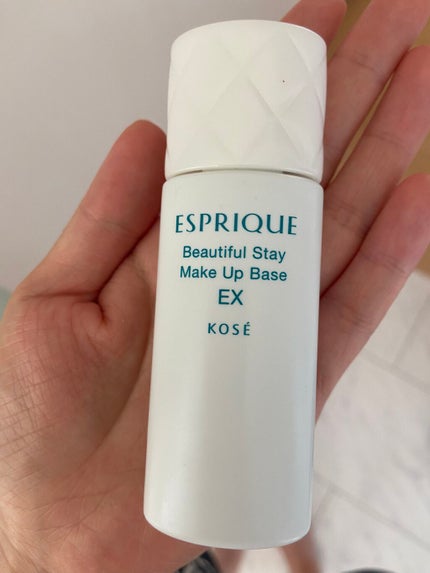 ESPRIQUE
Beautiful Stay
Make Up Base
EX
KOSÉ